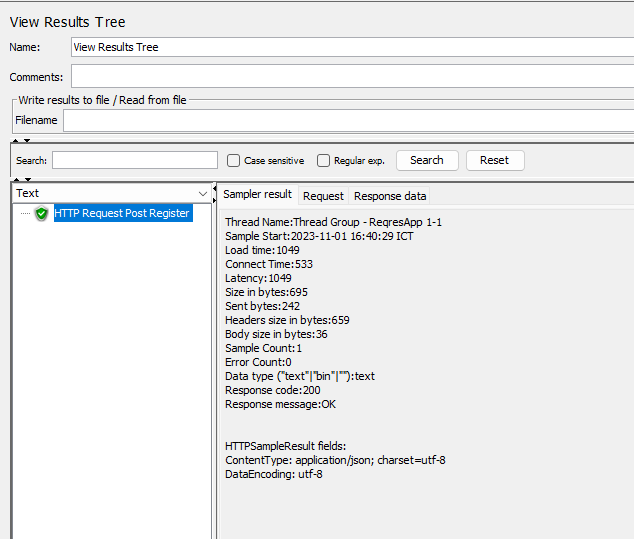 View Results Tree
Name: View Results Tree
Comments:
Write results to file / Read from file
Filename
Search: Case sensitive Regular exp. Search Reset
Text
HTTP Request Post Register
Sampler result Request Response data
Thread Name:Thread Group - ReqresApp 1-1
Sample Start:2023-11-01 16:40:29 ICT
Load time:1049
Connect Time:533
Latency:1049
Size in bytes:695
Sent bytes:242
Headers size in bytes:659
Body size in bytes:36
Sample Count:1
Error Count:0
Data type ("text"|"bin"|""):text
Response code:200
Response message:OK
HTTPSampleResult fields:
ContentType: application/json; charset=utf-8
DataEncoding: utf-8